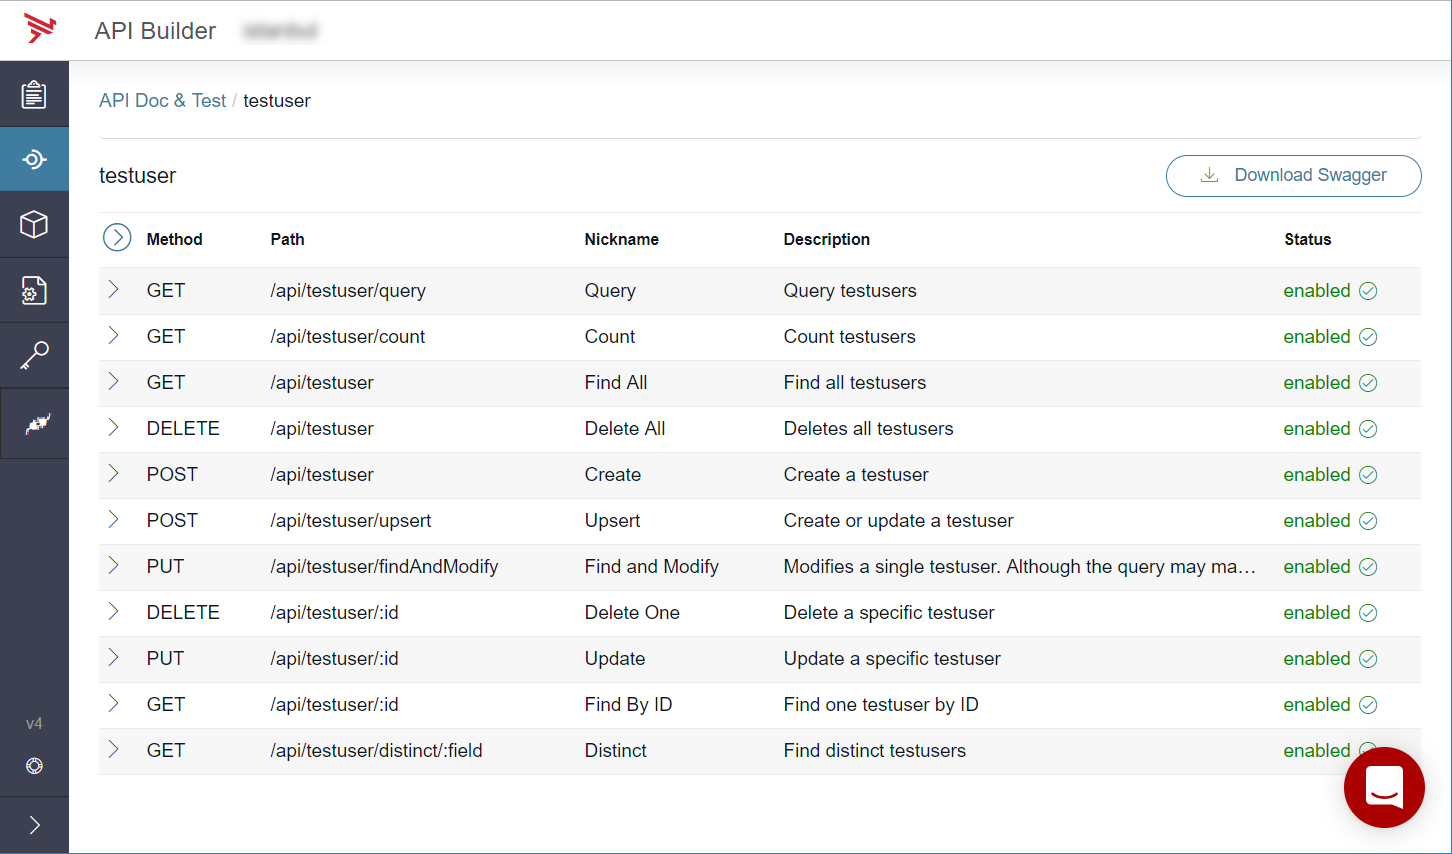 API Builder
API Doc & Test / testuser
testuser
Download Swagger
Method Path Nickname Description Status
GET /api/testuser/query Query Query testusers enabled
GET /api/testuser/count Count Count testusers enabled
GET /api/testuser Find All Find all testusers enabled
DELETE /api/testuser Delete All Deletes all testusers enabled
POST /api/testuser Create Create a testuser enabled
POST /api/testuser/upsert Upsert Create or update a testuser enabled
PUT /api/testuser/findAndModify Find and Modify Modifies a single testuser. Although the query may ma... enabled
DELETE /api/testuser/:id Delete One Delete a specific testuser enabled
PUT /api/testuser/:id Update Update a specific testuser enabled
GET /api/testuser/:id Find By ID Find one testuser by ID enabled
GET /api/testuser/distinct/:field Distinct Find distinct testusers enabled
v4